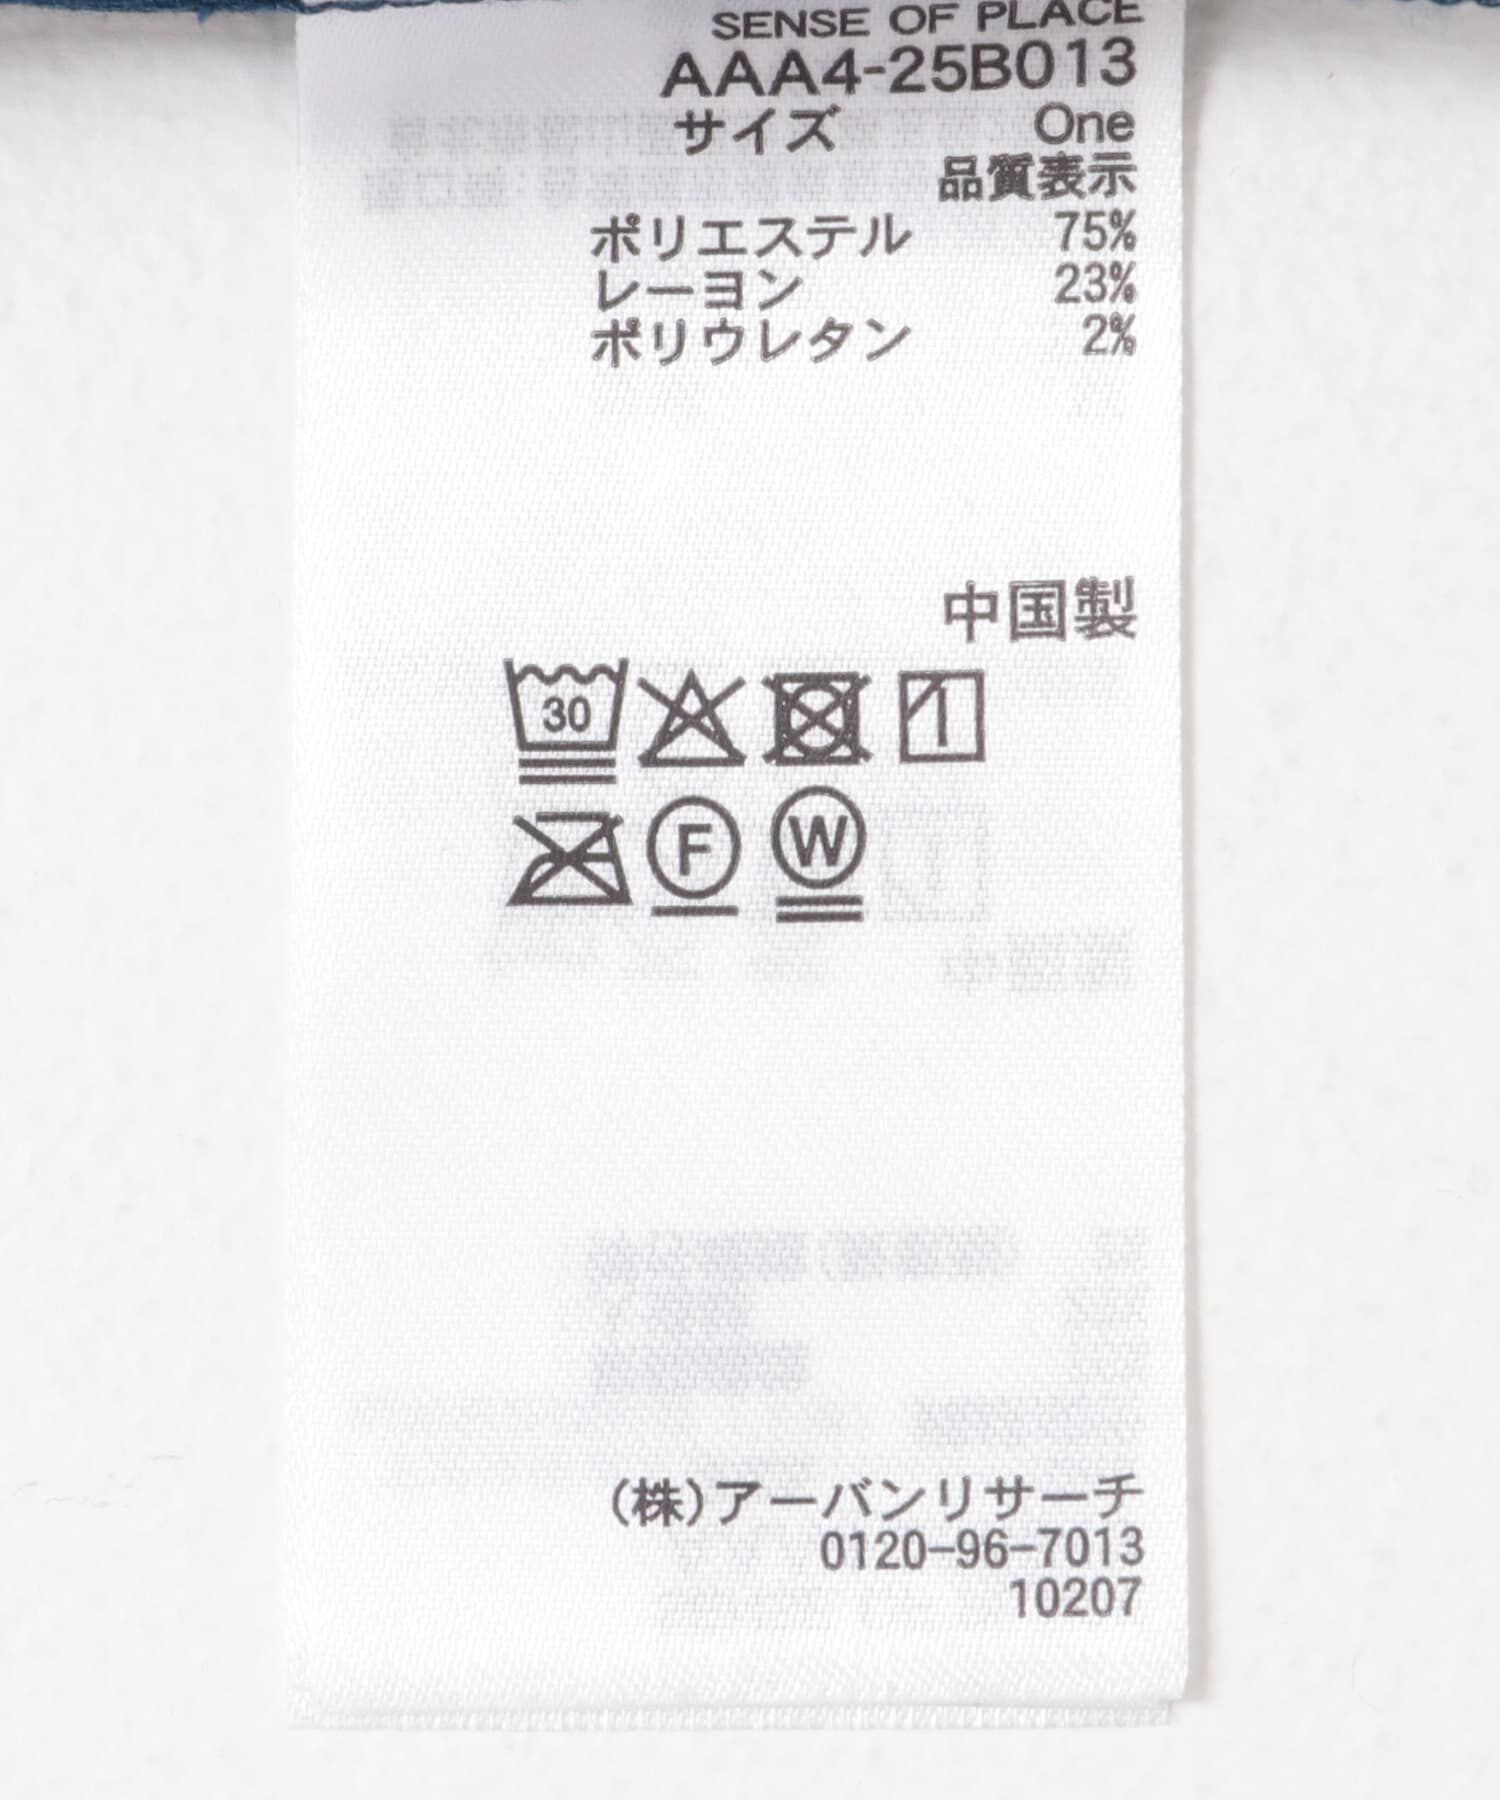 SENSE OF PLACE
AAA4-25B013
サイズ One
品質表示
ポリエステル 75%
レーヨン 23%
ポリウレタン 2%
中国製
30
F W
(株)アーバンリサーチ
0120-96-7013
10207